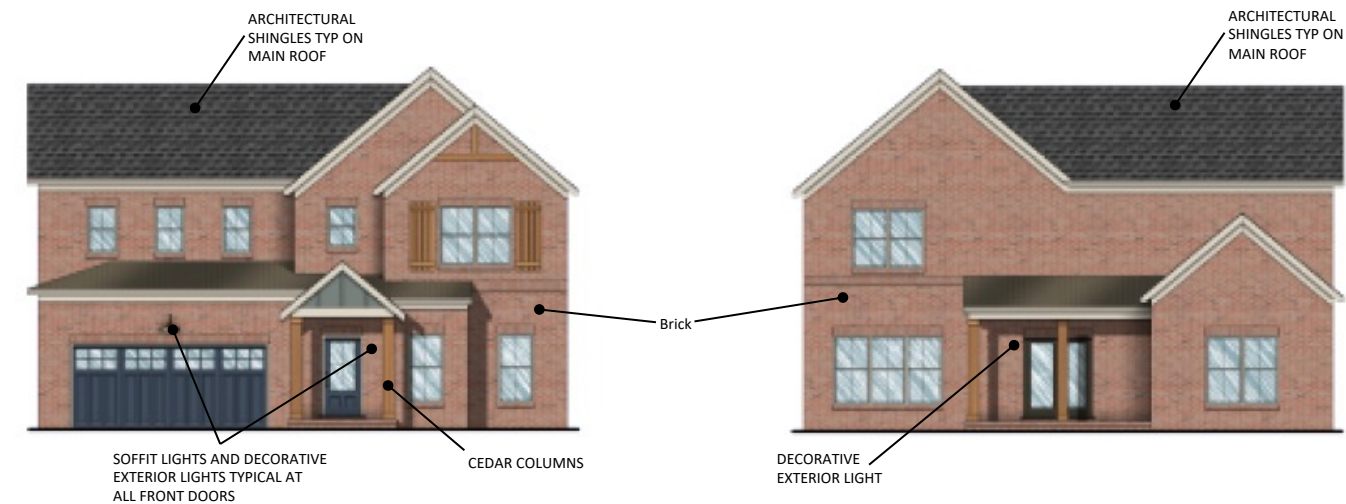 ARCHITECTURAL
SHINGLES TYP ON
MAIN ROOF
ARCHITECTURAL
SHINGLES TYP ON
MAIN ROOF
Brick
SOFFIT LIGHTS AND DECORATIVE
EXTERIOR LIGHTS TYPICAL AT
ALL FRONT DOORS
CEDAR COLUMNS
DECORATIVE
EXTERIOR LIGHT